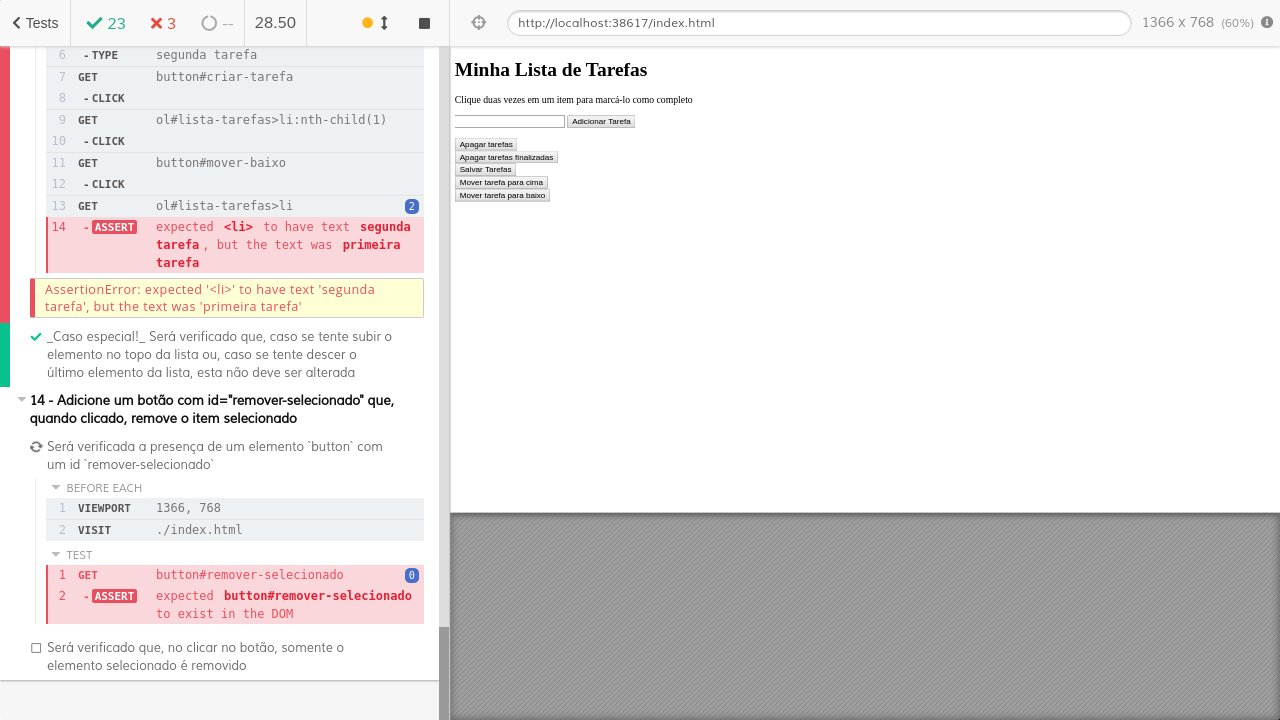 Tests
23
3
--
28.50
http://localhost:38617/index.html
1366 x 768 (60%)
6 - TYPE segunda tarefa
7 GET button#criar-tarefa
8 - CLICK
9 GET ol#lista-tarefas>li:nth-child(1)
10 - CLICK
11 GET button#mover-baixo
12 - CLICK
13 GET ol#lista-tarefas>li 2
14 - ASSERT expected <li> to have text segunda
tarefa, but the text was primeira
tarefa
AssertionError: expected '<li>' to have text 'segunda
tarefa', but the text was 'primeira tarefa'
_Caso especial!_ Será verificado que, caso se tente subir o
elemento no topo da lista ou, caso se tente descer o
último elemento da lista, esta não deve ser alterada
14 - Adicione um botão com id="remover-selecionado" que,
quando clicado, remove o item selecionado
Será verificada a presença de um elemento `button` com
um id `remover-selecionado`
BEFORE EACH
1 VIEWPORT 1366, 768
2 VISIT ./index.html
TEST
1 GET button#remover-selecionado 0
2 - ASSERT expected button#remover-selecionado
to exist in the DOM
Será verificado que, no clicar no botão, somente o
elemento selecionado é removido
Minha Lista de Tarefas
Clique duas vezes em um item para marcá-lo como completo
Adicionar Tarefa
Apagar tarefas
Apagar tarefas finalizadas
Salvar Tarefas
Mover tarefa para cima
Mover tarefa para baixo